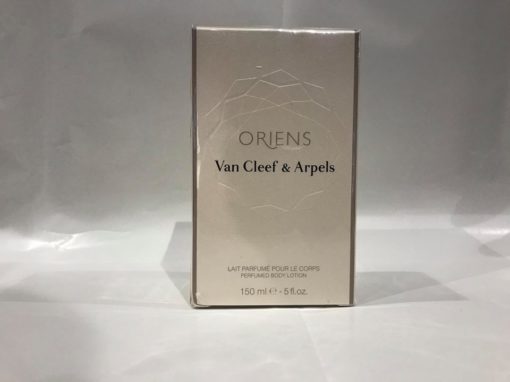 ORIENS
Van Cleef & Arpels
LAIT PARFUMÉ POUR LE CORPS
PERFUMED BODY LOTION
150 ml ℮ - 5 fl.oz.